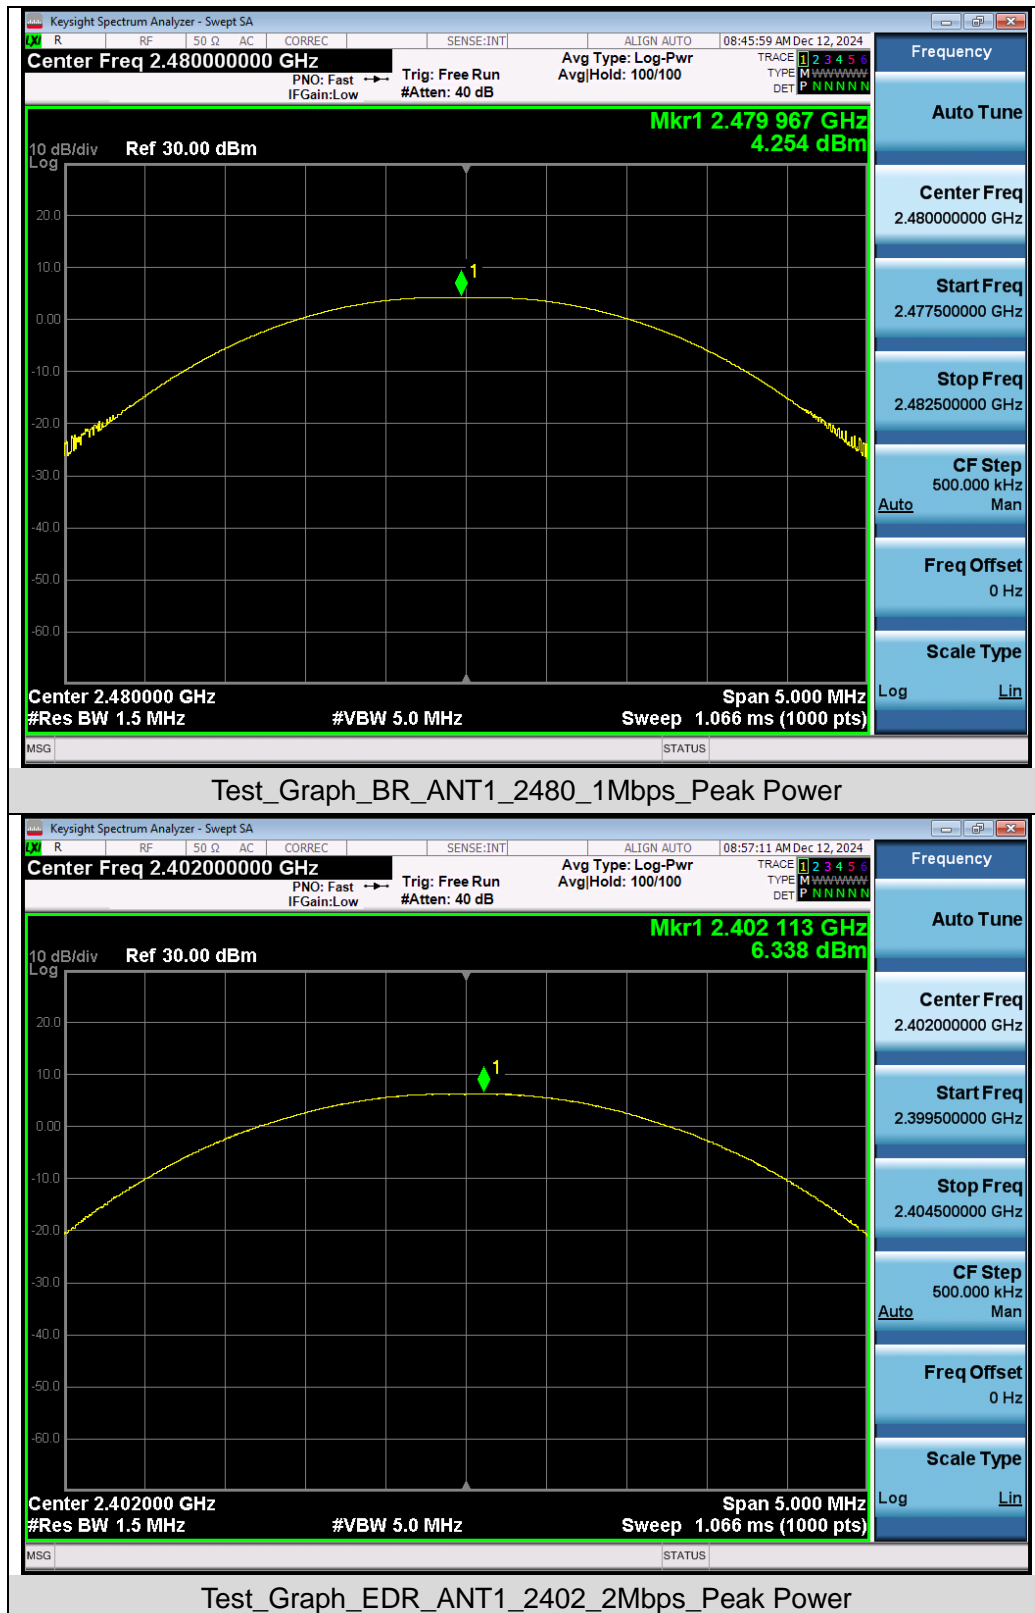 Keysight Spectrum Analyzer - Swept SA
LXI R RF 50 Ω AC CORREC SENSE:INT ALIGN AUTO 08:45:59 AM Dec 12, 2024
Center Freq 2.480000000 GHz
PNO: Fast
IFGain:Low
Trig: Free Run
#Atten: 40 dB
Avg Type: Log-Pwr
Avg|Hold: 100/100
TRACE 1 2 3 4 5 6
TYPE M WWWWW
DET P N N N N N
Mkr1 2.479 967 GHz
4.254 dBm
10 dB/div Ref 30.00 dBm
Log
20.0
10.0
0.00
-10.0
-20.0
-30.0
-40.0
-50.0
-60.0
1
Center 2.480000 GHz Span 5.000 MHz
#Res BW 1.5 MHz #VBW 5.0 MHz Sweep 1.066 ms (1000 pts)
MSG STATUS
Frequency
Auto Tune
Center Freq
2.480000000 GHz
Start Freq
2.477500000 GHz
Stop Freq
2.482500000 GHz
CF Step
500.000 kHz
Auto Man
Freq Offset
0 Hz
Scale Type
Log Lin
Test_Graph_BR_ANT1_2480_1Mbps_Peak Power
Keysight Spectrum Analyzer - Swept SA
LXI R RF 50 Ω AC CORREC SENSE:INT ALIGN AUTO 08:57:11 AM Dec 12, 2024
Center Freq 2.402000000 GHz
PNO: Fast
IFGain:Low
Trig: Free Run
#Atten: 40 dB
Avg Type: Log-Pwr
Avg|Hold: 100/100
TRACE 1 2 3 4 5 6
TYPE M WWWWW
DET P N N N N N
Mkr1 2.402 113 GHz
6.338 dBm
10 dB/div Ref 30.00 dBm
Log
20.0
10.0
0.00
-10.0
-20.0
-30.0
-40.0
-50.0
-60.0
1
Center 2.402000 GHz Span 5.000 MHz
#Res BW 1.5 MHz #VBW 5.0 MHz Sweep 1.066 ms (1000 pts)
MSG STATUS
Frequency
Auto Tune
Center Freq
2.402000000 GHz
Start Freq
2.399500000 GHz
Stop Freq
2.404500000 GHz
CF Step
500.000 kHz
Auto Man
Freq Offset
0 Hz
Scale Type
Log Lin
Test_Graph_EDR_ANT1_2402_2Mbps_Peak Power